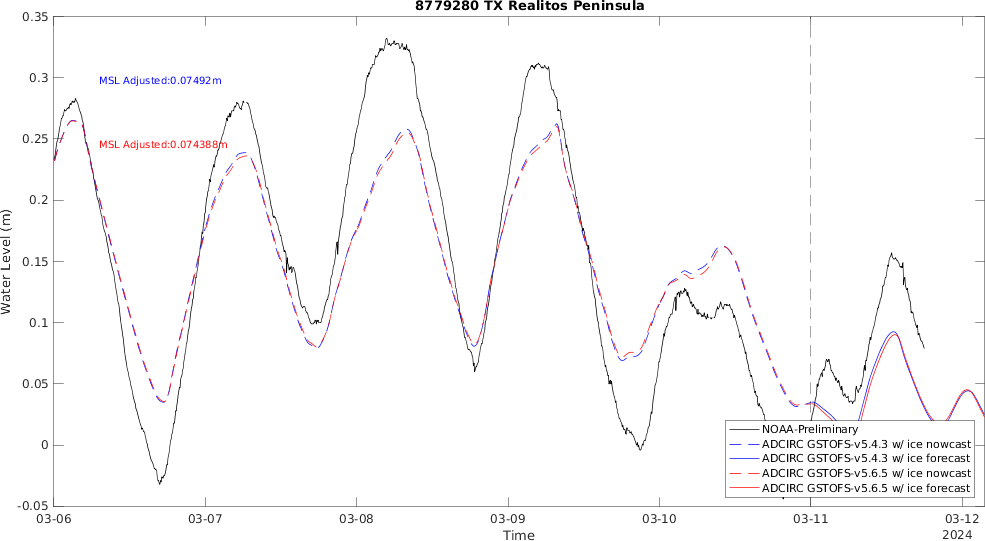 8779280 TX Realitos Peninsula
0.35
0.3
0.25
0.2
0.15
0.1
0.05
0
-0.05
Water Level (m)
MSL Adjusted:0.07492m
MSL Adjusted:0.074388m
NOAA-Preliminary
ADCIRC GSTOFS-v5.4.3 w/ ice nowcast
ADCIRC GSTOFS-v5.4.3 w/ ice forecast
ADCIRC GSTOFS-v5.6.5 w/ ice nowcast
ADCIRC GSTOFS-v5.6.5 w/ ice forecast
03-06 03-07 03-08 03-09 03-10 03-11 03-12
2024
Time